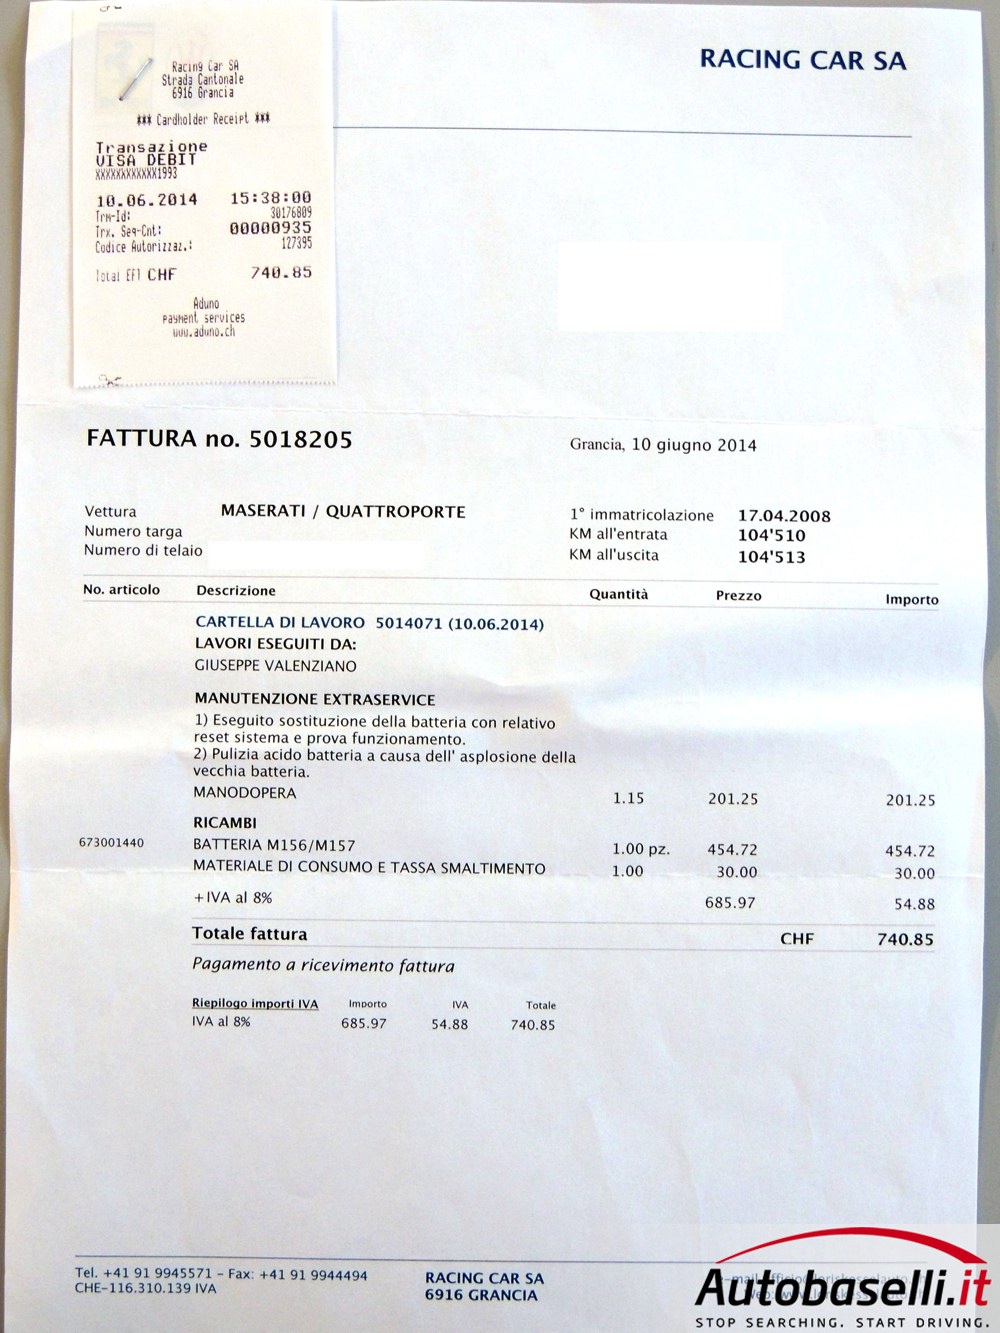 RACING CAR SA
Racing Car SA
Strada Cantonale
6916 Grancia
*** Cardholder Receipt ***
Transazione
VISA DEBIT
XXXXXXXXXXXX1993
10.06.2014 15:38:00
Trm-Id: 30176809
Trx. Seq-Cnt: 00000935
Codice Autorizzaz.: 127395
Total EFT CHF 740.85
Aduno
payment services
www.aduno.ch
FATTURA no. 5018205
Grancia, 10 giugno 2014
Vettura MASERATI / QUATTROPORTE 1° immatricolazione 17.04.2008
Numero targa KM all'entrata 104'510
Numero di telaio KM all'uscita 104'513
No. articolo Descrizione Quantità Prezzo Importo
CARTELLA DI LAVORO 5014071 (10.06.2014)
LAVORI ESEGUITI DA:
GIUSEPPE VALENZIANO
MANUTENZIONE EXTRASERVICE
1) Eseguito sostituzione della batteria con relativo
reset sistema e prova funzionamento.
2) Pulizia acido batteria a causa dell' asplosione della
vecchia batteria.
MANODOPERA 1.15 201.25 201.25
RICAMBI
673001440 BATTERIA M156/M157 1.00 pz. 454.72 454.72
MATERIALE DI CONSUMO E TASSA SMALTIMENTO 1.00 30.00 30.00
+IVA al 8% 685.97 54.88
Totale fattura CHF 740.85
Pagamento a ricevimento fattura
Riepilogo importi IVA Importo IVA Totale
IVA al 8% 685.97 54.88 740.85
Tel. +41 91 9945571 - Fax: +41 91 9944494
CHE-116.310.139 IVA
RACING CAR SA
6916 GRANCIA
Autobaselli.it
STOP SEARCHING. START DRIVING.